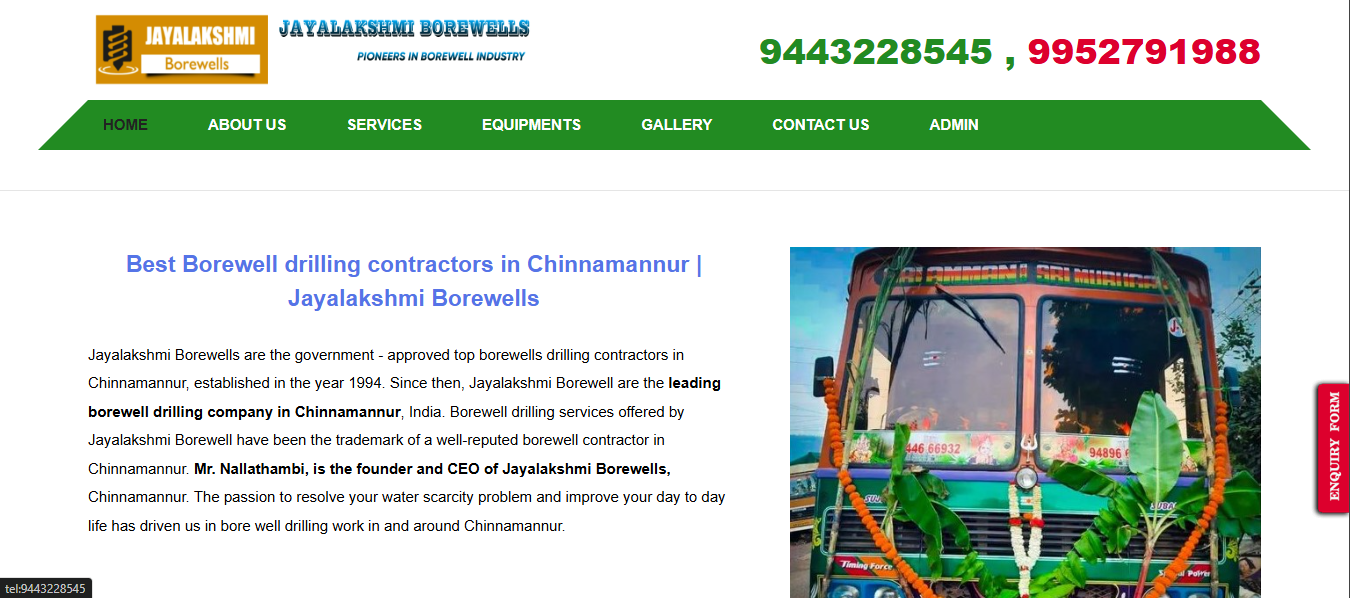 JAYALAKSHMI
Borewells
JAYALAKSHMI BOREWELLS
PIONEERS IN BOREWELL INDUSTRY
9443228545 , 9952791988
HOME ABOUT US SERVICES EQUIPMENTS GALLERY CONTACT US ADMIN
Best Borewell drilling contractors in Chinnamannur |
Jayalakshmi Borewells
Jayalakshmi Borewells are the government - approved top borewells drilling contractors in
Chinnamannur, established in the year 1994. Since then, Jayalakshmi Borewell are the leading
borewell drilling company in Chinnamannur, India. Borewell drilling services offered by
Jayalakshmi Borewell have been the trademark of a well-reputed borewell contractor in
Chinnamannur. Mr. Nallathambi, is the founder and CEO of Jayalakshmi Borewells,
Chinnamannur. The passion to resolve your water scarcity problem and improve your day to day
life has driven us in bore well drilling work in and around Chinnamannur.
SRI
446 66932
94896
Timing Force
Power
ENQUIRY FORM
tel:9443228545